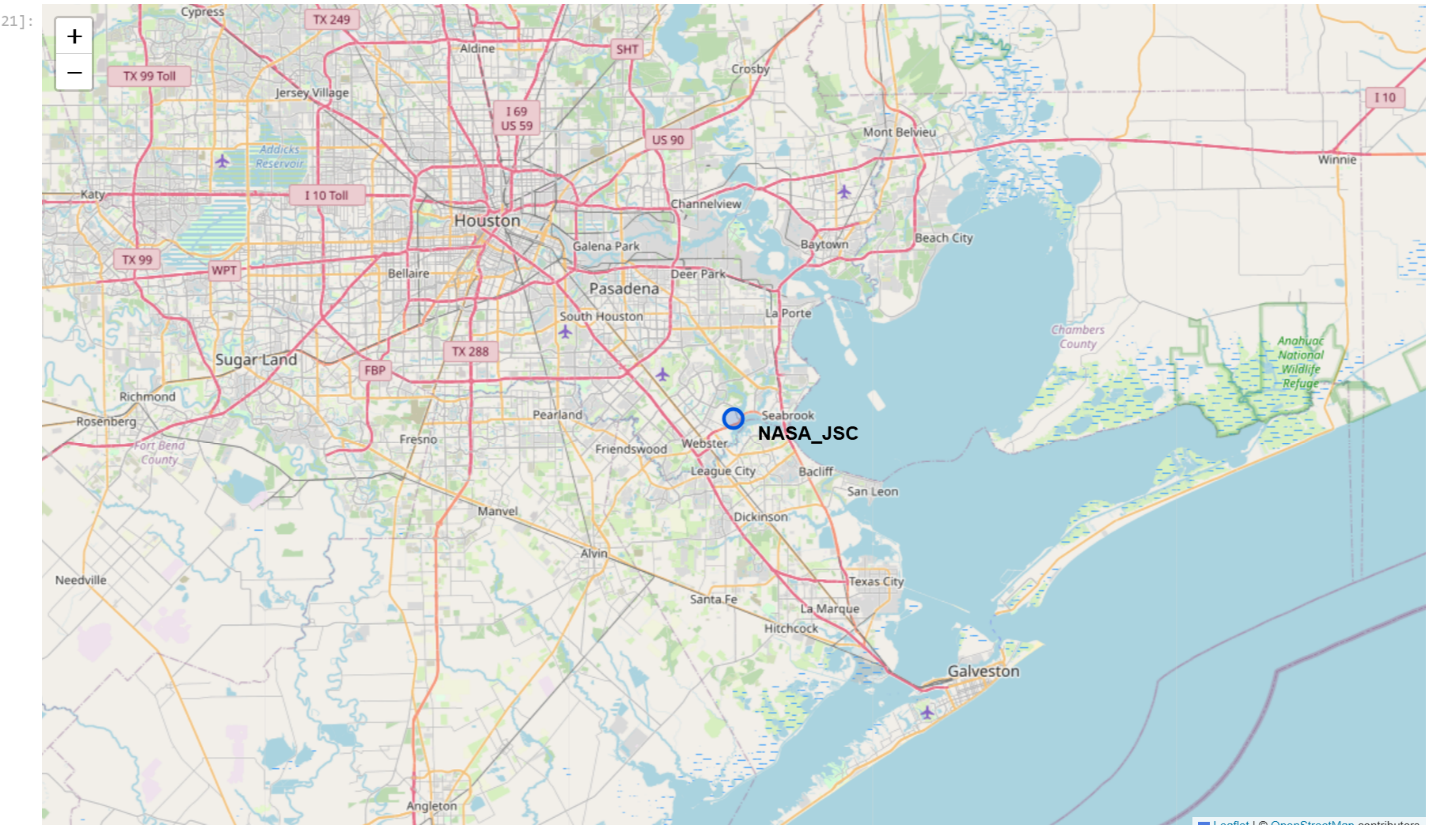 21]:
Cypress
TX 249
+
Aldine
SHT
−
Crosby
TX 99 Toll
Jersey Village
I 10
I 69
US 59
Mont Belvieu
US 90
Addicks
Reservoir
Winnie
Katy
I 10 Toll
Channelview
Houston
Beach City
Galena Park
Baytown
TX 99
WPT
Bellaire
Deer Park
Pasadena
La Porte
South Houston
Chambers
County
Anahuac
National
Wildlife
Refuge
TX 288
Sugar Land
FBP
Richmond
Pearland
Seabrook
Rosenberg
NASA_JSC
Fresno
Webster
Fort Bend
County
Friendswood
League City
Bacliff
San Leon
Manvel
Dickinson
Alvin
Needville
Texas City
Santa Fe
La Marque
Hitchcock
Galveston
Angleton
Leaflet | © OpenStreetMap contributors